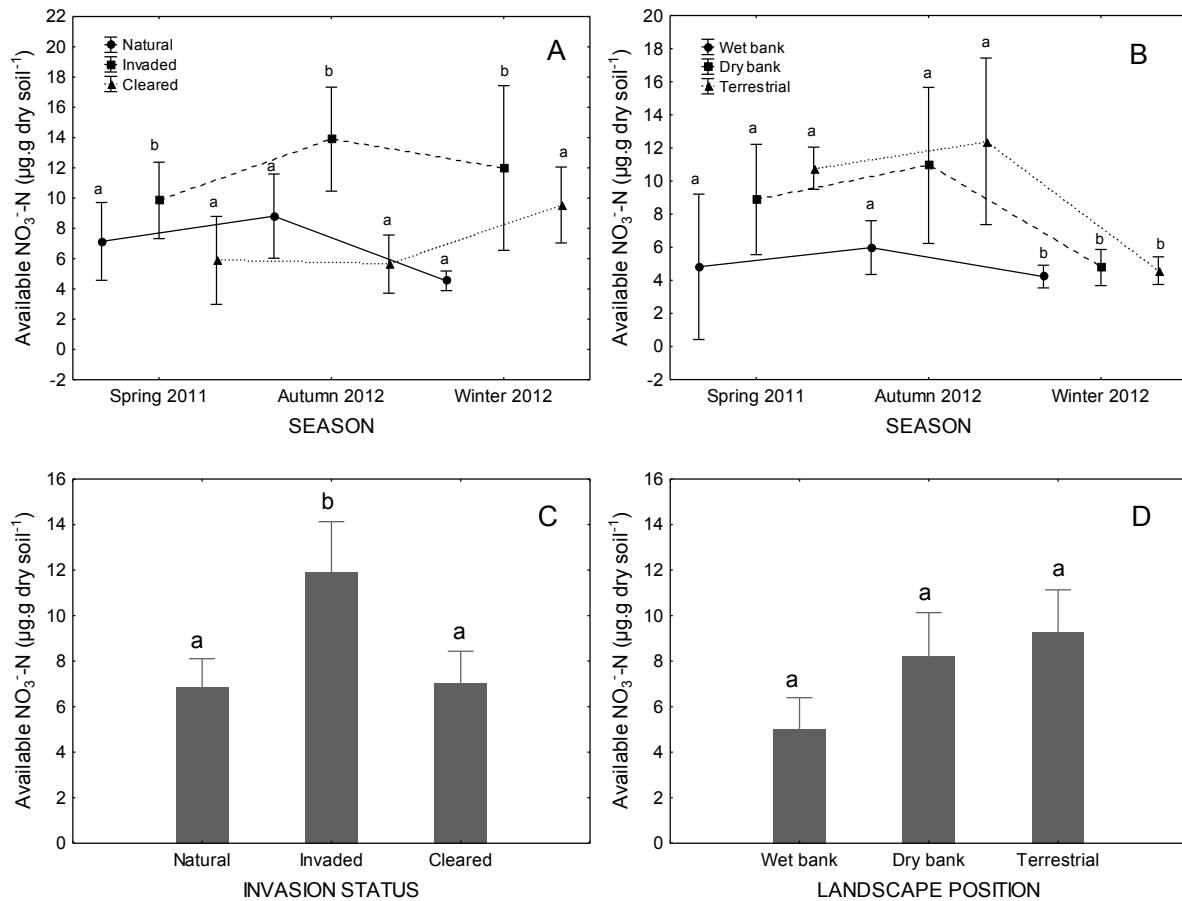 A
Natural
Invaded
Cleared
Available NO₃⁻-N (µg.g dry soil⁻¹)
22
20
18
16
14
12
10
8
6
4
2
0
-2
a
b
a
a
b
a
a
b
a
Spring 2011 Autumn 2012 Winter 2012
SEASON
B
Wet bank
Dry bank
Terrestrial
Available NO₃⁻-N (µg.g dry soil⁻¹)
20
18
16
14
12
10
8
6
4
2
0
-2
a
a
a
a
a
a
b
b
b
Spring 2011 Autumn 2012 Winter 2012
SEASON
C
Available NO₃⁻-N (µg.g dry soil⁻¹)
16
14
12
10
8
6
4
2
0
a
b
a
Natural Invaded Cleared
INVASION STATUS
D
Available NO₃⁻-N (µg.g dry soil⁻¹)
16
14
12
10
8
6
4
2
0
a
a
a
Wet bank Dry bank Terrestrial
LANDSCAPE POSITION